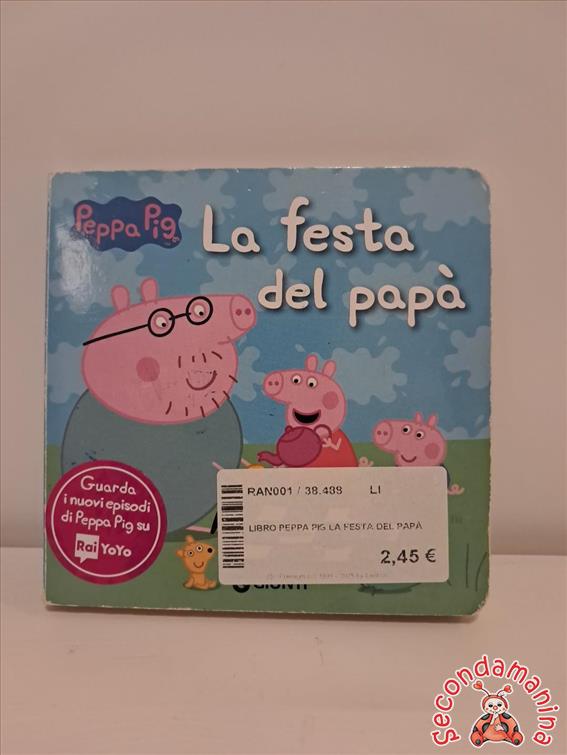 Peppa Pig
La festa
del papà
Guarda
i nuovi episodi
di Peppa Pig su
Rai YoYo
RAN001 / 38.488 LI
LIBRO PEPPA PIG LA FESTA DEL PAPÀ
2,45 €
GIUNTI
secondamanina